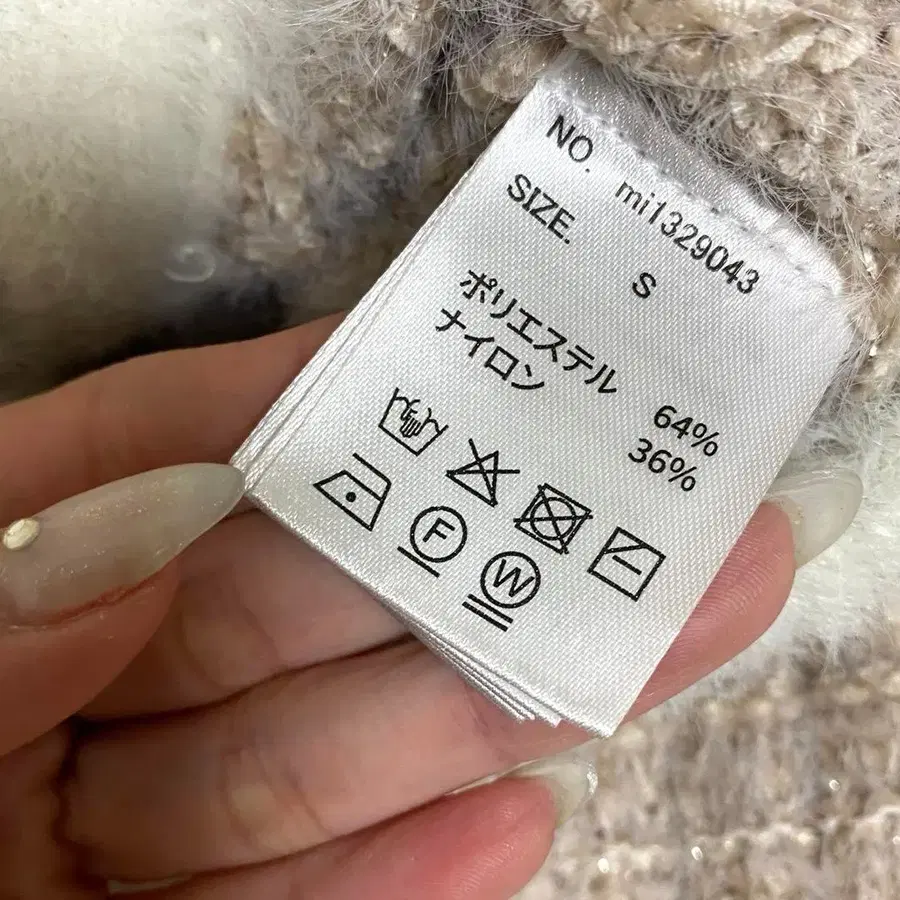 NO. mi1329043
SIZE. S
ポリエステル 64%
ナイロン 36%
F
W